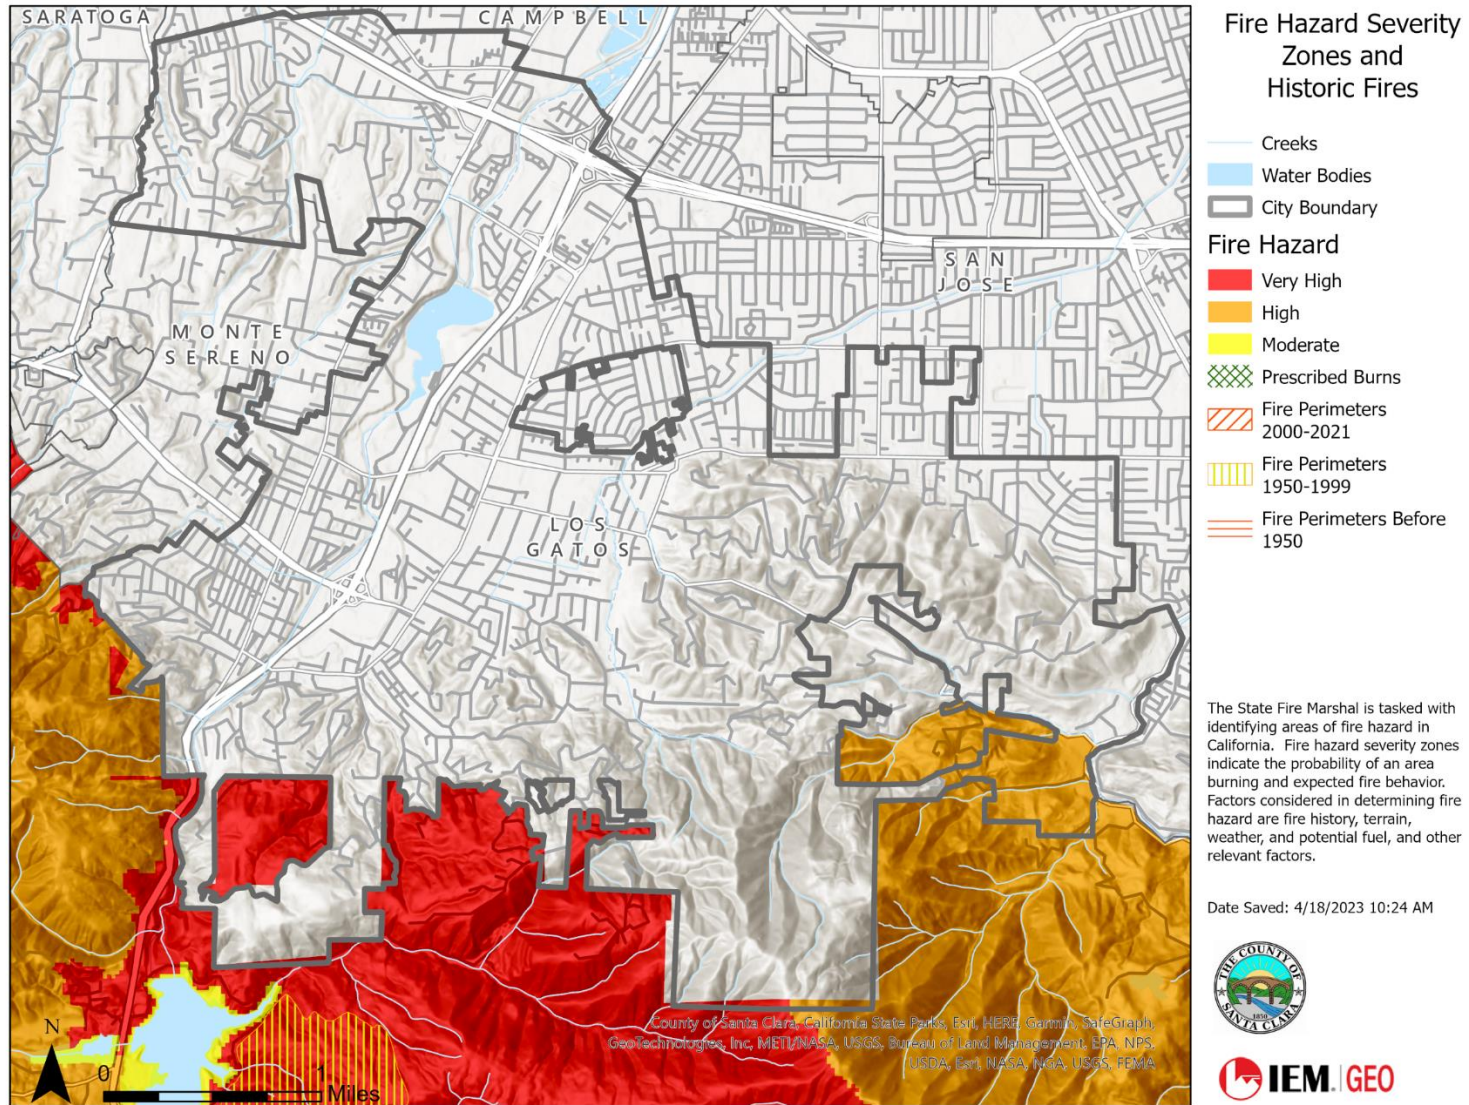 SARATOGA
CAMPBELL
SAN
JOSE
MONTE
SERENO
LOS
GATOS
N
0
1
Miles
County of Santa Clara, California State Parks, Esri, HERE, Garmin, SafeGraph,
GeoTechnologies, Inc, METI/NASA, USGS, Bureau of Land Management, EPA, NPS,
USDA, Esri, NASA, NGA, USGS, FEMA
Fire Hazard Severity
Zones and
Historic Fires
Creeks
Water Bodies
City Boundary
Fire Hazard
Very High
High
Moderate
Prescribed Burns
Fire Perimeters
2000-2021
Fire Perimeters
1950-1999
Fire Perimeters Before
1950
The State Fire Marshal is tasked with
identifying areas of fire hazard in
California. Fire hazard severity zones
indicate the probability of an area
burning and expected fire behavior.
Factors considered in determining fire
hazard are fire history, terrain,
weather, and potential fuel, and other
relevant factors.
Date Saved: 4/18/2023 10:24 AM
THE COUNTY OF
1850
SANTA CLARA
IEM. | GEO